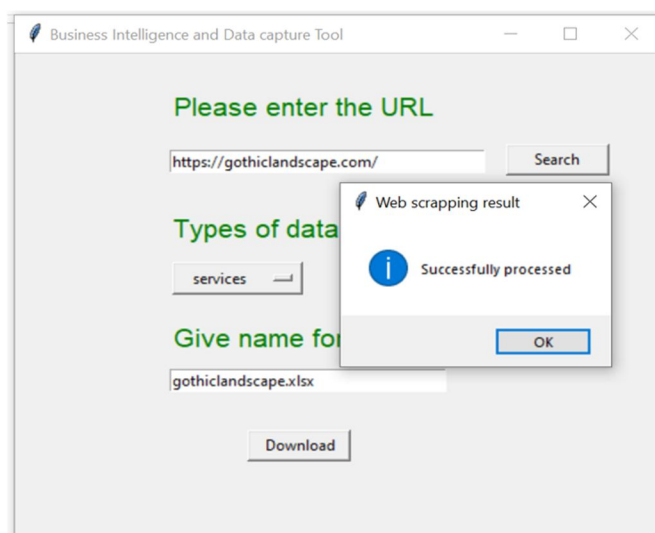 Business Intelligence and Data capture Tool
Please enter the URL
https://gothiclandscape.com/
Search
Web scrapping result
Types of data
Successfully processed
services
OK
Give name for
gothiclandscape.xlsx
Download